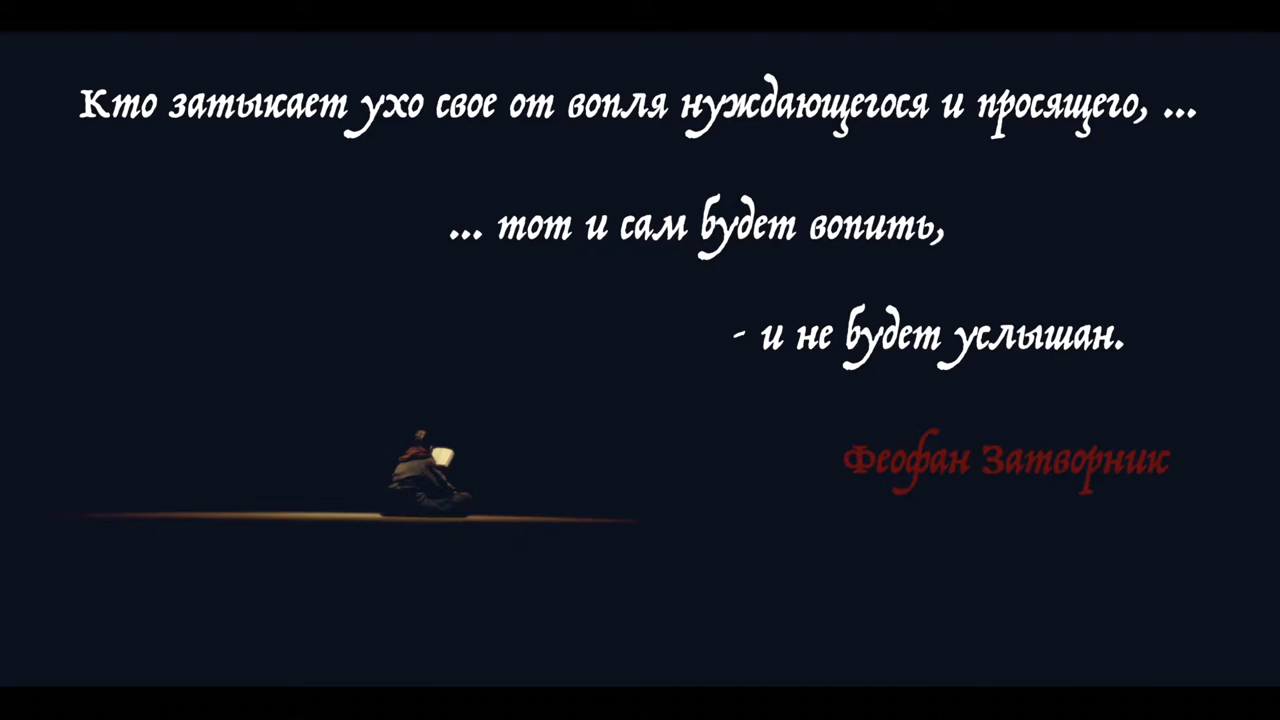 Кто затыкает ухо свое от вопля нуждающегося и просящего, ...
... тот и сам будет вопить,
- и не будет услышан.
Феофан Затворник